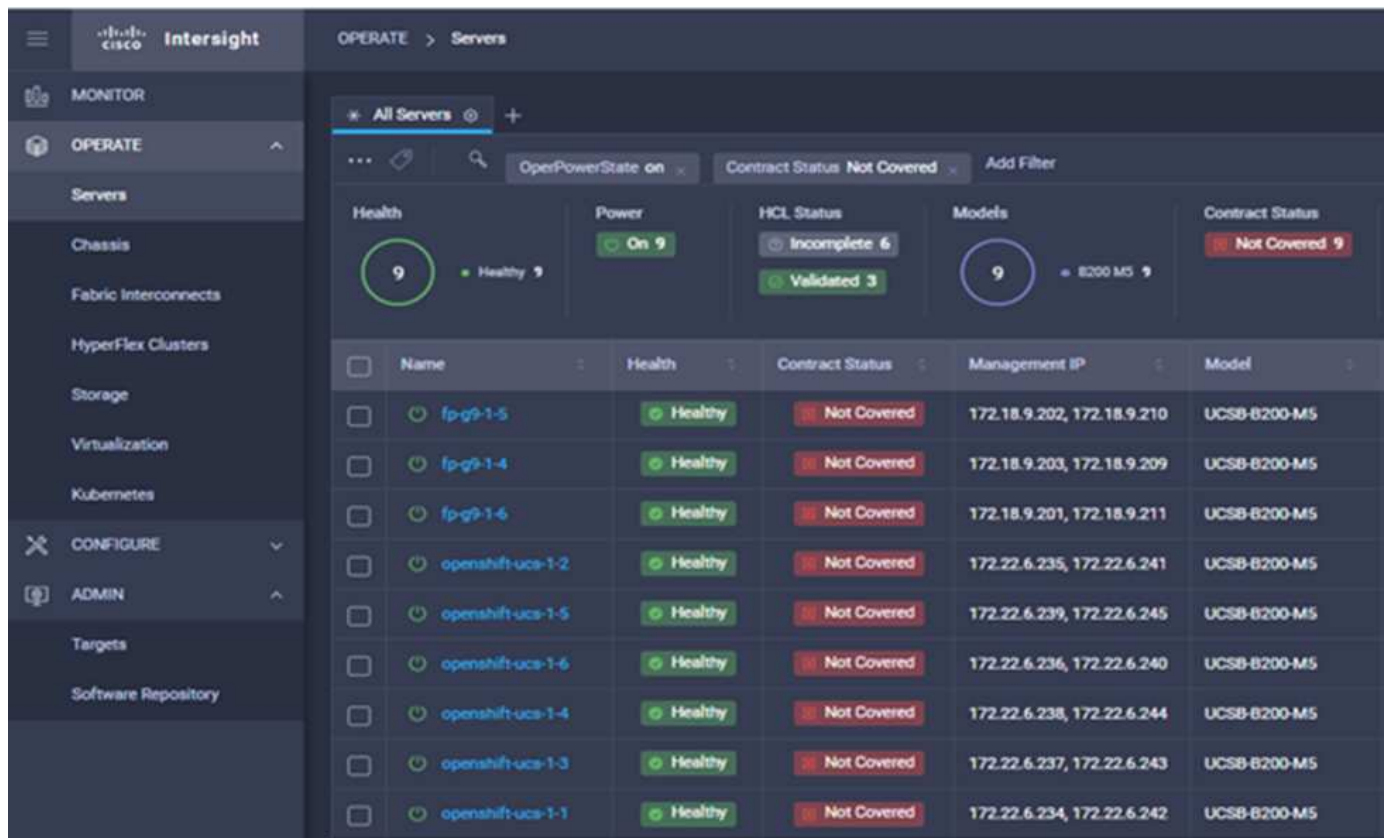 cisco Intersight
OPERATE > Servers
MONITOR
OPERATE
Servers
Chassis
Fabric Interconnects
HyperFlex Clusters
Storage
Virtualization
Kubernetes
CONFIGURE
ADMIN
Targets
Software Repository
All Servers +
... OperPowerState on × Contract Status Not Covered × Add Filter
Health Power HCL Status Models Contract Status
9 Healthy 9 On 9 Incomplete 6 9 B200 M5 9 Not Covered 9
Validated 3
Name Health Contract Status Management IP Model
fp-g9-1-5 Healthy Not Covered 172.18.9.202, 172.18.9.210 UCSB-B200-M5
fp-g9-1-4 Healthy Not Covered 172.18.9.203, 172.18.9.209 UCSB-B200-M5
fp-g9-1-6 Healthy Not Covered 172.18.9.201, 172.18.9.211 UCSB-B200-M5
openshift-ucs-1-2 Healthy Not Covered 172.22.6.235, 172.22.6.241 UCSB-B200-M5
openshift-ucs-1-5 Healthy Not Covered 172.22.6.239, 172.22.6.245 UCSB-B200-M5
openshift-ucs-1-6 Healthy Not Covered 172.22.6.236, 172.22.6.240 UCSB-B200-M5
openshift-ucs-1-4 Healthy Not Covered 172.22.6.238, 172.22.6.244 UCSB-B200-M5
openshift-ucs-1-3 Healthy Not Covered 172.22.6.237, 172.22.6.243 UCSB-B200-M5
openshift-ucs-1-1 Healthy Not Covered 172.22.6.234, 172.22.6.242 UCSB-B200-M5